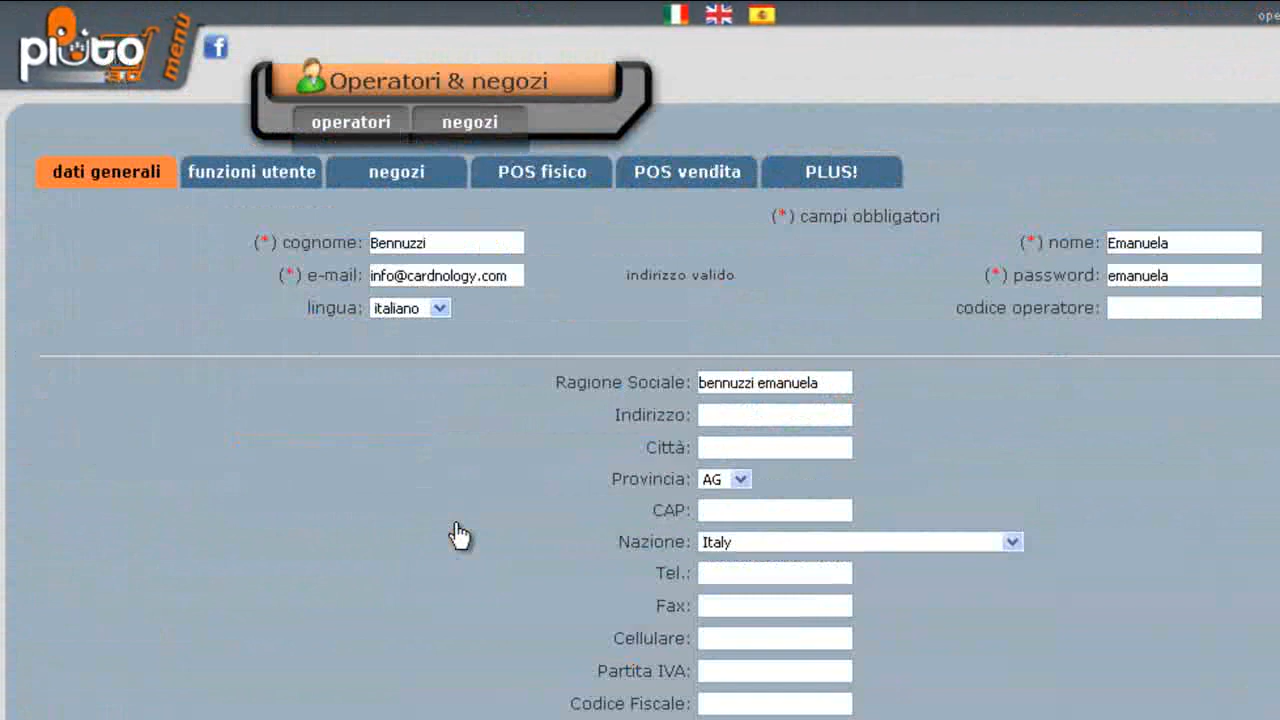 ope
pluto
menù
Operatori & negozi
operatori negozi
dati generali funzioni utente negozi POS fisico POS vendita PLUS!
(*) campi obbligatori
(*) cognome: Bennuzzi (*) nome: Emanuela
(*) e-mail: info@cardnology.com indirizzo valido (*) password: emanuela
lingua: italiano codice operatore:
Ragione Sociale: bennuzzi emanuela
Indirizzo:
Città:
Provincia: AG
CAP:
Nazione: Italy
Tel.:
Fax:
Cellulare:
Partita IVA:
Codice Fiscale: